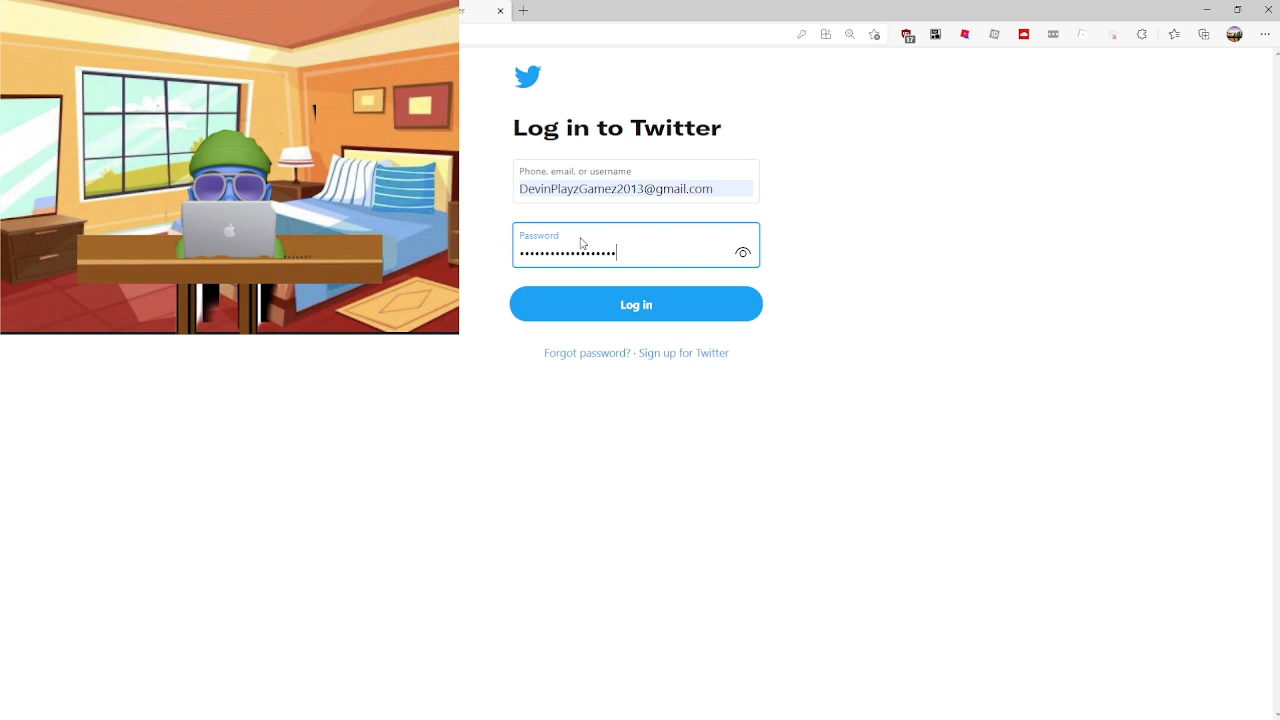 17
Log in to Twitter
Phone, email, or username
DevinPlayzGamez2013@gmail.com
Password
Log in
Forgot password? · Sign up for Twitter